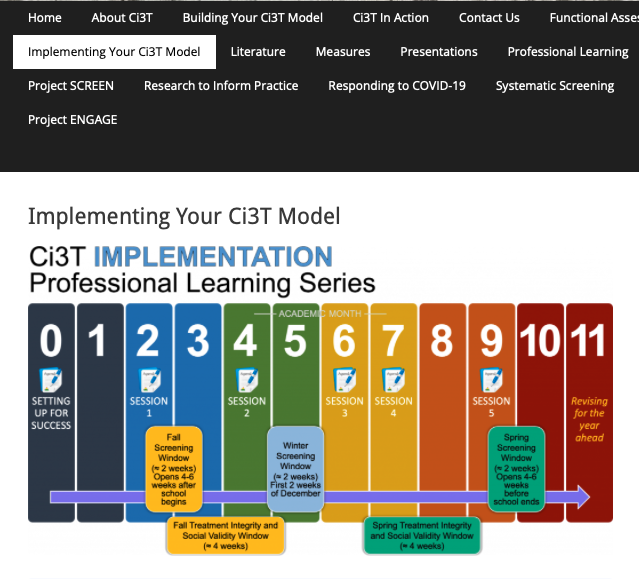 Home About Ci3T Building Your Ci3T Model Ci3T In Action Contact Us Functional Asses
Implementing Your Ci3T Model Literature Measures Presentations Professional Learning
Project SCREEN Research to Inform Practice Responding to COVID-19 Systematic Screening
Project ENGAGE
Implementing Your Ci3T Model
Ci3T IMPLEMENTATION
Professional Learning Series
ACADEMIC MONTH
0 1 2 3 4 5 6 7 8 9 10 11
SETTING
UP FOR
SUCCESS
SESSION
1
SESSION
2
SESSION
3
SESSION
4
SESSION
5
Revising
for the
year
ahead
Fall
Screening
Window
(≈ 2 weeks)
Opens 4-6
weeks after
school
begins
Winter
Screening
Window
(≈ 2 weeks)
First 2 weeks
of December
Spring
Screening
Window
(≈ 2 weeks)
Opens 4-6
weeks
before
school ends
Fall Treatment Integrity and
Social Validity Window
(≈ 4 weeks)
Spring Treatment Integrity
and Social Validity Window
(≈ 4 weeks)